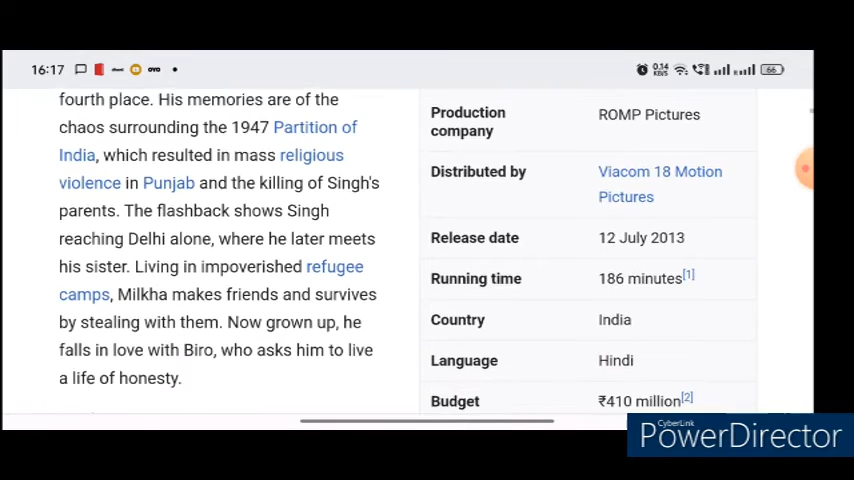 16:17
0.14
KB/S
66
fourth place. His memories are of the
chaos surrounding the 1947 Partition of
India, which resulted in mass religious
violence in Punjab and the killing of Singh's
parents. The flashback shows Singh
reaching Delhi alone, where he later meets
his sister. Living in impoverished refugee
camps, Milkha makes friends and survives
by stealing with them. Now grown up, he
falls in love with Biro, who asks him to live
a life of honesty.
Production
company
ROMP Pictures
Distributed by
Viacom 18 Motion
Pictures
Release date
12 July 2013
Running time
186 minutes[1]
Country
India
Language
Hindi
Budget
₹410 million[2]
CyberLink
PowerDirector